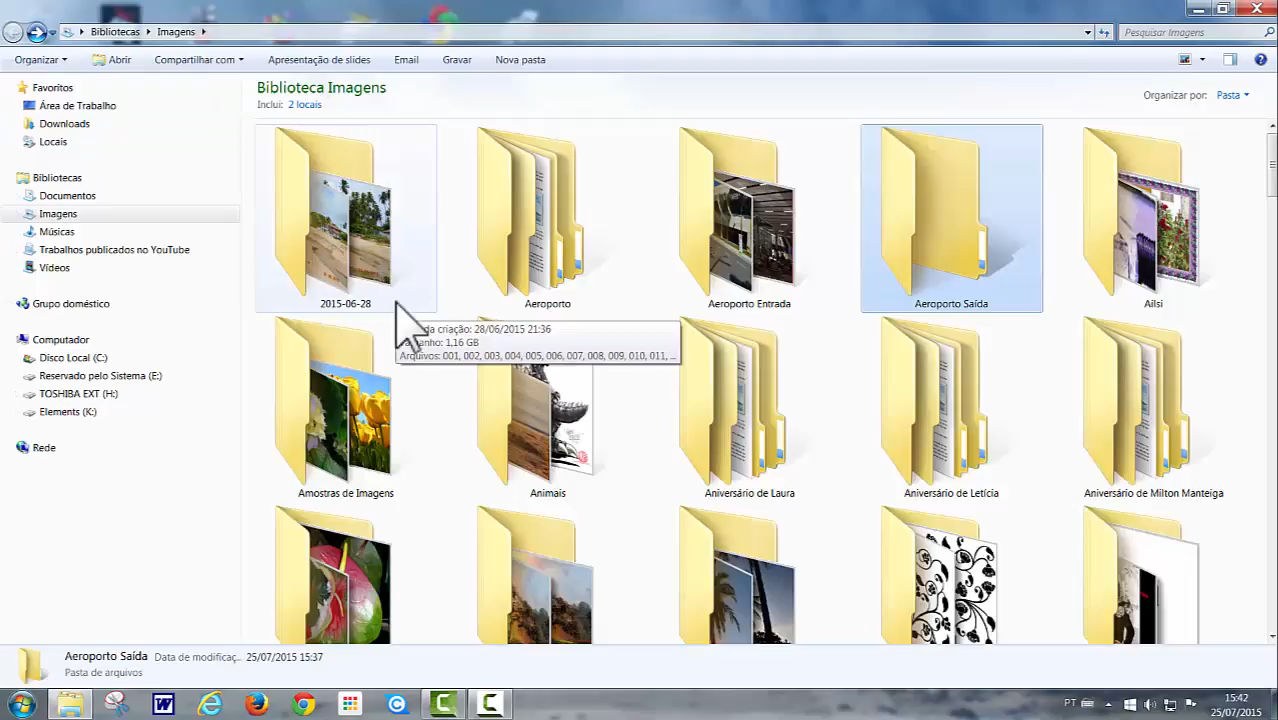 Bibliotecas Imagens
Pesquisar Imagens
Organizar Abrir Compartilhar com Apresentação de slides Email Gravar Nova pasta
Favoritos
Área de Trabalho
Downloads
Locais
Bibliotecas
Documentos
Imagens
Músicas
Trabalhos publicados no YouTube
Vídeos
Grupo doméstico
Computador
Disco Local (C:)
Reservado pelo Sistema (E:)
TOSHIBA EXT (H:)
Elements (K:)
Rede
Biblioteca Imagens
Inclui: 2 locais
Organizar por: Pasta
2015-06-28 Aeroporto Aeroporto Entrada Aeroporto Saída Ailsi
da criação: 28/06/2015 21:36
1,16 GB
Arquivos: 001, 002, 003, 004, 005, 006, 007, 008, 009, 010, 011, ...
Amostras de Imagens Animais Aniversário de Laura Aniversário de Letícia Aniversário de Milton Manteiga
Aeroporto Saída Data de modificaç... 25/07/2015 15:37
Pasta de arquivos
PT
15:42
25/07/2015